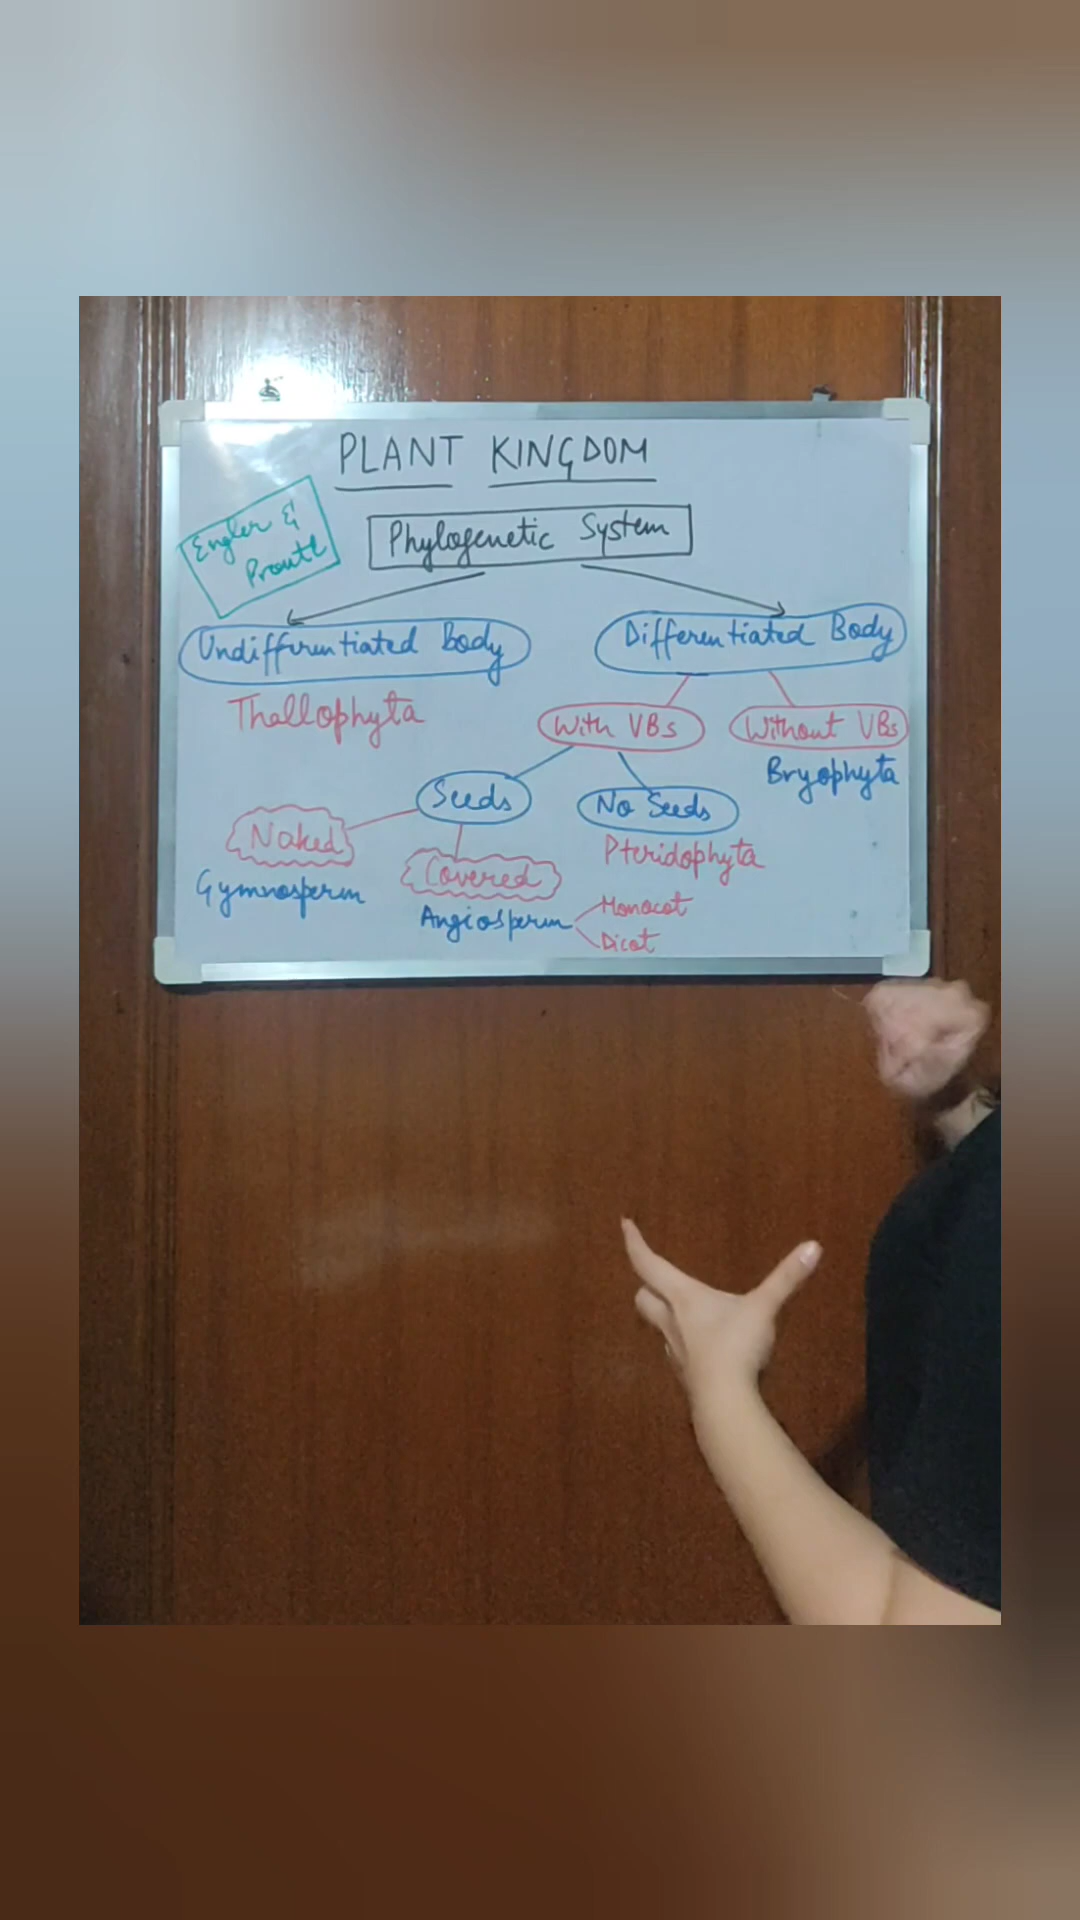 PLANT KINGDOM
Engler &
Prantl
Phylogenetic System
Undifferentiated Body
Differentiated Body
Thallophyta
With VBs
Without VBs
Bryophyta
Seeds
No Seeds
Pteridophyta
Naked
Gymnosperm
Covered
Angiosperm
Monocot
Dicot